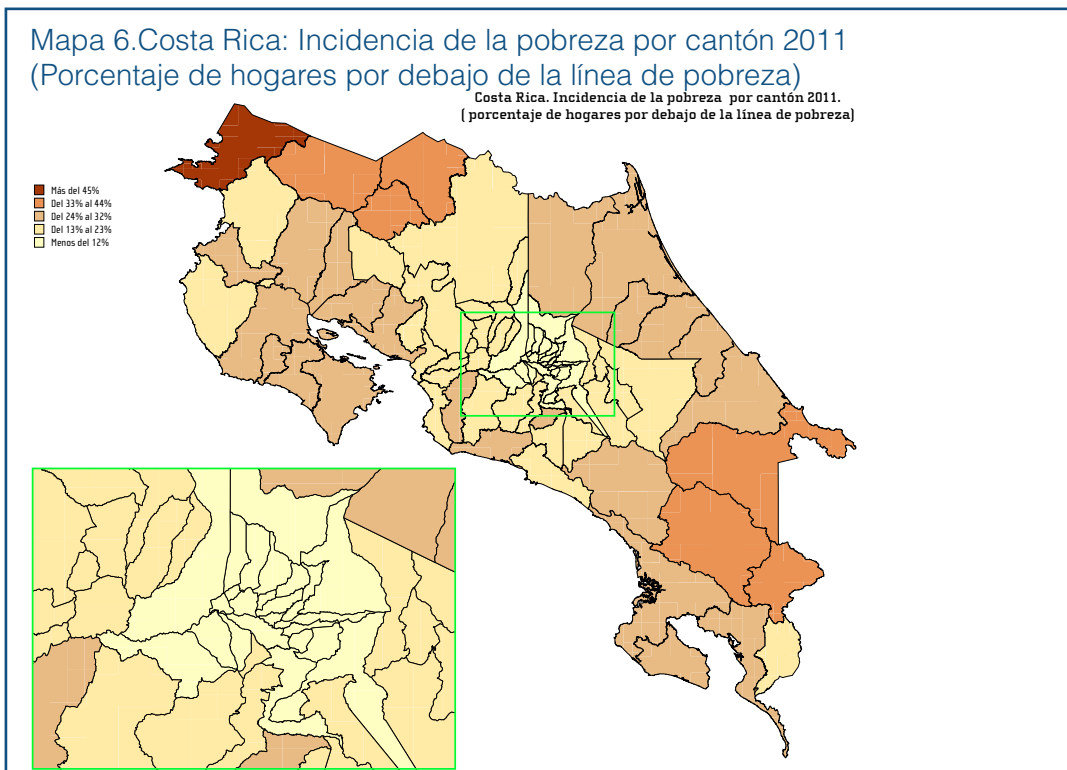 Mapa 6.Costa Rica: Incidencia de la pobreza por cantón 2011
(Porcentaje de hogares por debajo de la línea de pobreza)
Costa Rica. Incidencia de la pobreza por cantón 2011.
( porcentaje de hogares por debajo de la línea de pobreza)
Más del 45%
Del 33% al 44%
Del 24% al 32%
Del 13% al 23%
Menos del 12%